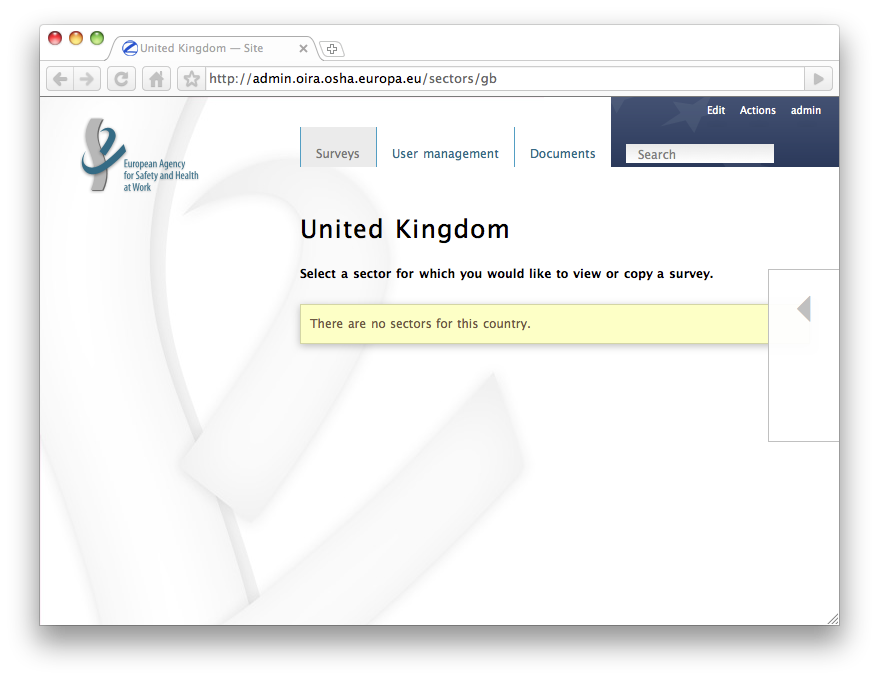 United Kingdom — Site
http://admin.oira.osha.europa.eu/sectors/gb
Edit Actions admin
European Agency
for Safety and Health
at Work
Surveys User management Documents Search
United Kingdom
Select a sector for which you would like to view or copy a survey.
There are no sectors for this country.